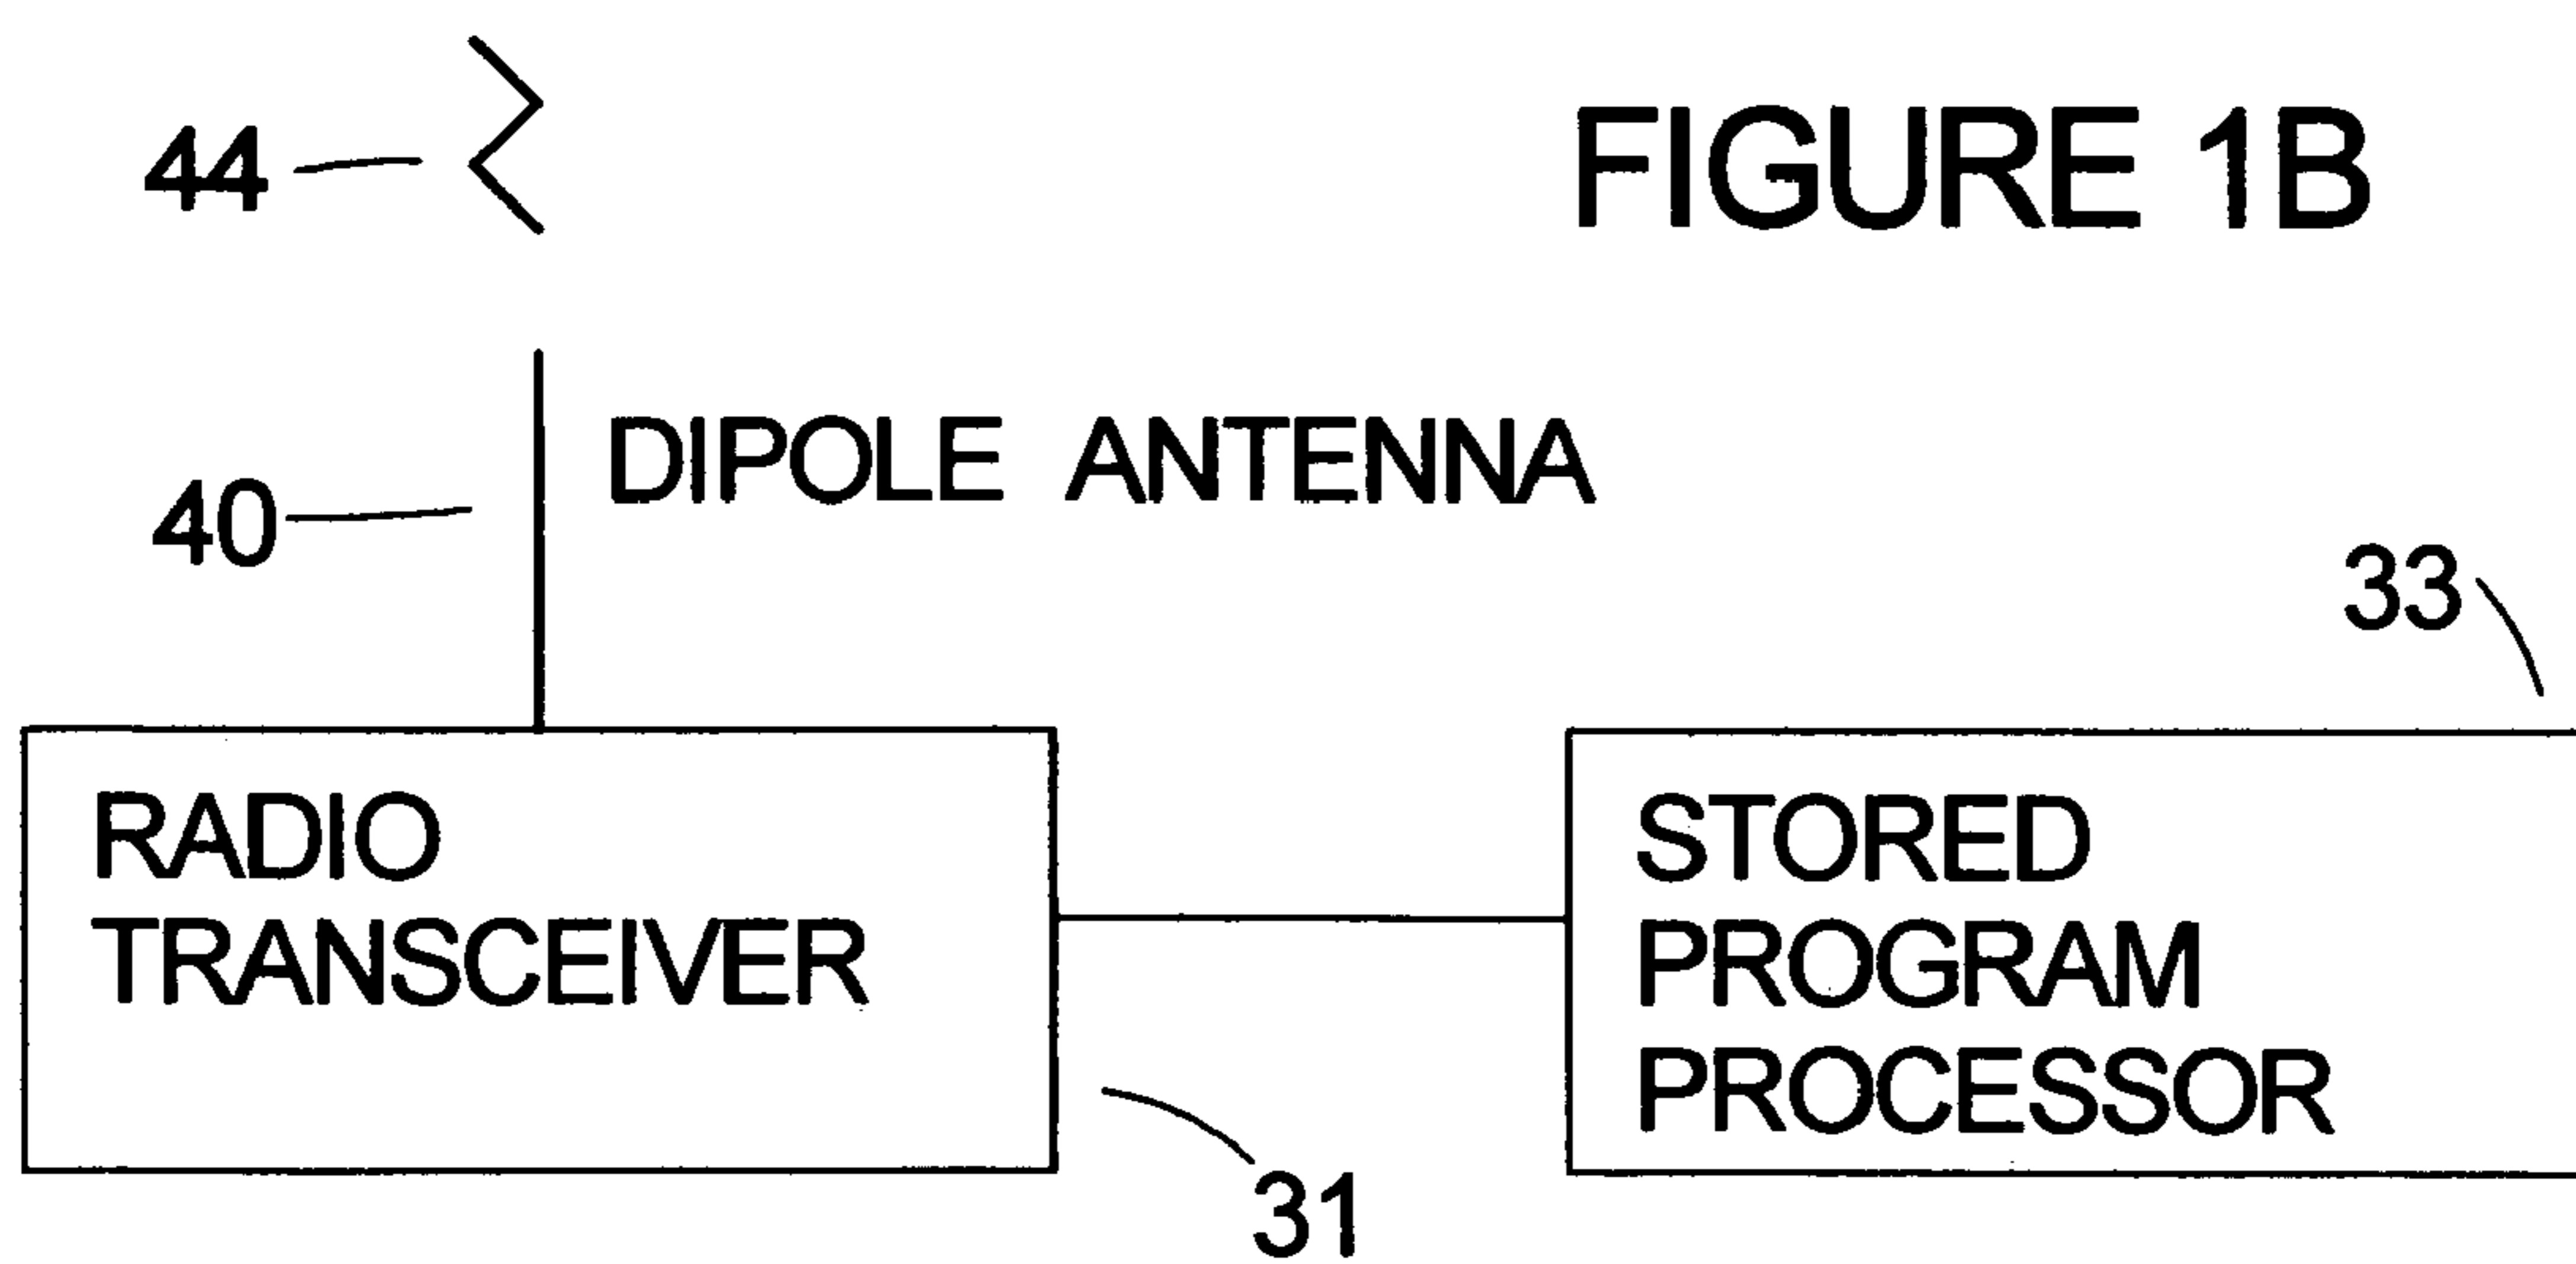 44
FIGURE 1B
DIPOLE ANTENNA
40
33
RADIO
TRANSCEIVER
STORED
PROGRAM
PROCESSOR
31